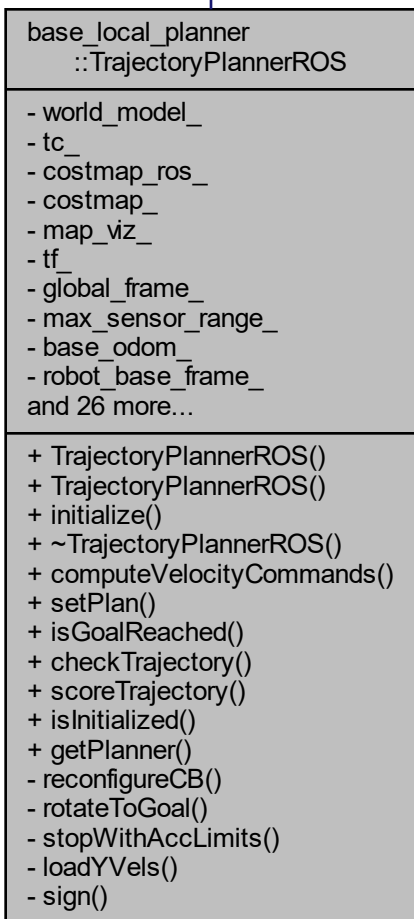 base_local_planner
::TrajectoryPlannerROS
- world_model_
- tc_
- costmap_ros_
- costmap_
- map_viz_
- tf_
- global_frame_
- max_sensor_range_
- base_odom_
- robot_base_frame_
and 26 more...
+ TrajectoryPlannerROS()
+ TrajectoryPlannerROS()
+ initialize()
+ ~TrajectoryPlannerROS()
+ computeVelocityCommands()
+ setPlan()
+ isGoalReached()
+ checkTrajectory()
+ scoreTrajectory()
+ isInitialized()
+ getPlanner()
- reconfigureCB()
- rotateToGoal()
- stopWithAccLimits()
- loadYVels()
- sign()